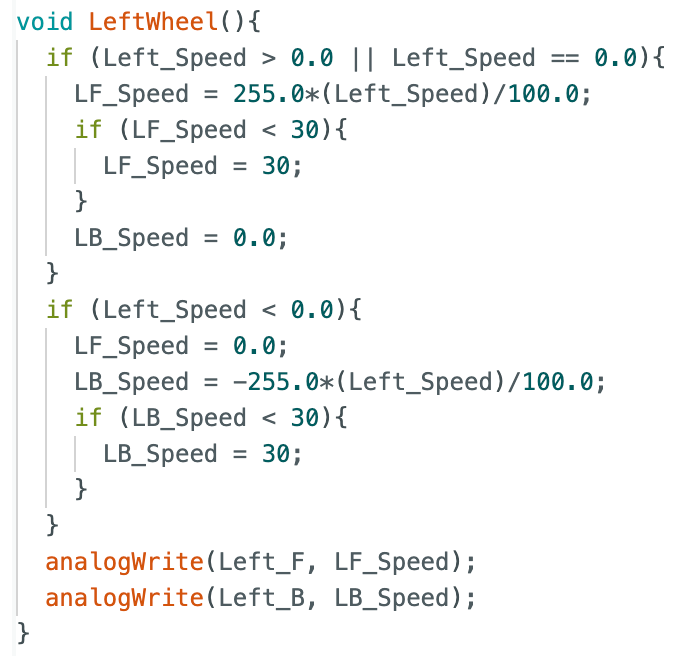 void LeftWheel(){
  if (Left_Speed > 0.0 || Left_Speed == 0.0){
    LF_Speed = 255.0*(Left_Speed)/100.0;
    if (LF_Speed < 30){
      LF_Speed = 30;
    }
    LB_Speed = 0.0;
  }
  if (Left_Speed < 0.0){
    LF_Speed = 0.0;
    LB_Speed = -255.0*(Left_Speed)/100.0;
    if (LB_Speed < 30){
      LB_Speed = 30;
    }
  }
  analogWrite(Left_F, LF_Speed);
  analogWrite(Left_B, LB_Speed);
}